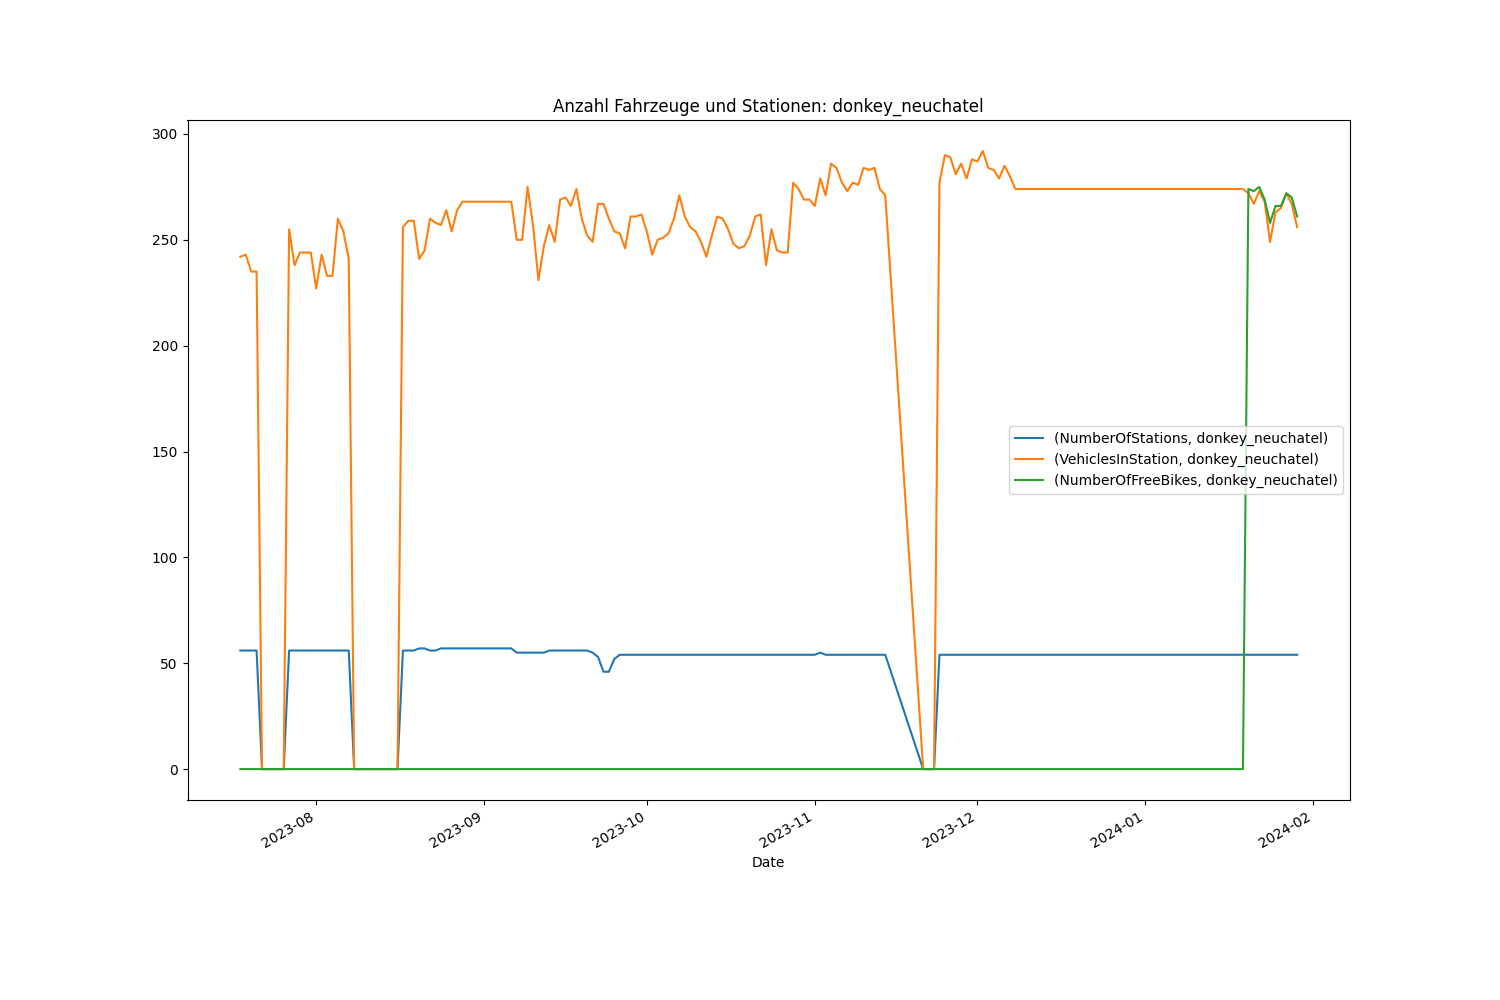 Anzahl Fahrzeuge und Stationen: donkey_neuchatel
300
250
200
150
100
50
0
(NumberOfStations, donkey_neuchatel)
(VehiclesInStation, donkey_neuchatel)
(NumberOfFreeBikes, donkey_neuchatel)
2023-08
2023-09
2023-10
2023-11
2023-12
2024-01
2024-02
Date